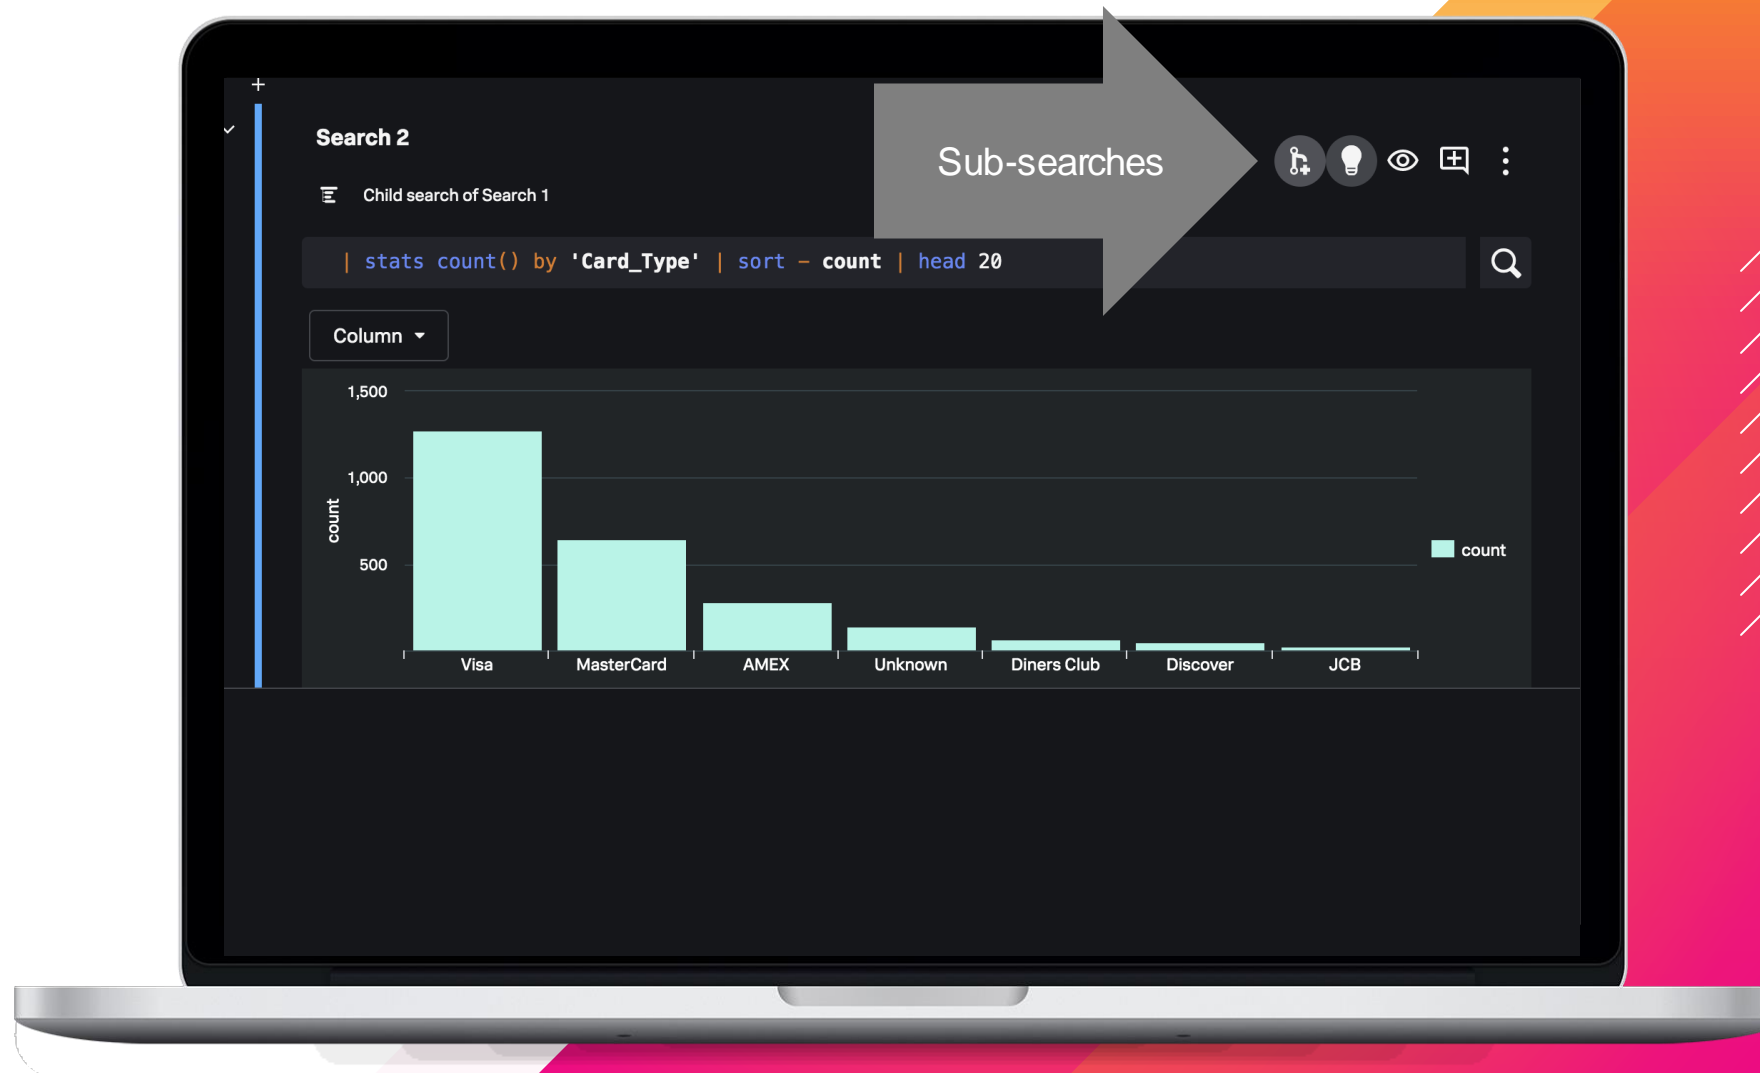 Search 2
Sub-searches
Child search of Search 1
| stats count() by 'Card_Type' | sort – count | head 20
Column
1,500
1,000
500
count
count
Visa MasterCard AMEX Unknown Diners Club Discover JCB